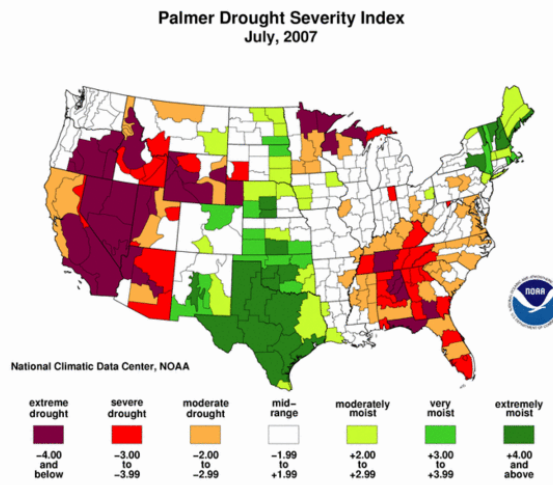 Palmer Drought Severity Index
July, 2007
National Climatic Data Center, NOAA
NOAA
extreme drought
severe drought
moderate drought
mid-range
moderately moist
very moist
extremely moist
−4.00 and below
−3.00 to −3.99
−2.00 to −2.99
−1.99 to +1.99
+2.00 to +2.99
+3.00 to +3.99
+4.00 and above